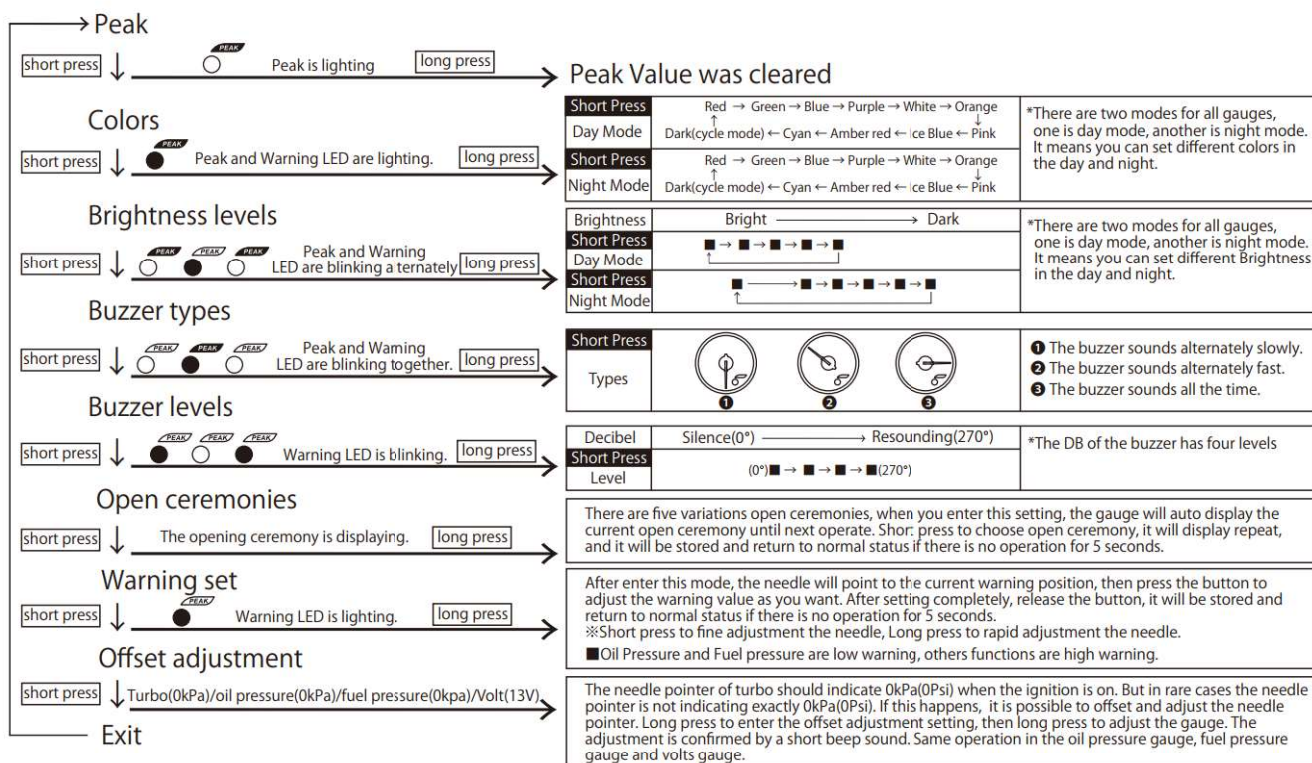 Peak
short press ↓ PEAK Peak is lighting long press
Peak Value was cleared
Colors
short press ↓ PEAK Peak and Warning LED are lighting. long press
Short Press
Day Mode
Red → Green → Blue → Purple → White → Orange
↑ ↓
Dark(cycle mode) ← Cyan ← Amber red ← Ice Blue ← Pink
Short Press
Night Mode
Red → Green → Blue → Purple → White → Orange
↑ ↓
Dark(cycle mode) ← Cyan ← Amber red ← Ice Blue ← Pink
*There are two modes for all gauges,
one is day mode, another is night mode.
It means you can set different colors in
the day and night.
Brightness levels
short press ↓ PEAK PEAK PEAK Peak and Warning
LED are blinking a ternately long press
Brightness Bright → Dark
Short Press
Day Mode
■ → ■ → ■ → ■ → ■
Short Press
Night Mode
■ → ■ → ■ → ■ → ■
*There are two modes for all gauges,
one is day mode, another is night mode.
It means you can set different Brightness
in the day and night.
Buzzer types
short press ↓ PEAK PEAK PEAK Peak and Waming
LED are blinking together. long press
Short Press
Types
❶ ❷ ❸
❶ The buzzer sounds alternately slowly.
❷ The buzzer sounds alternately fast.
❸ The buzzer sounds all the time.
Buzzer levels
short press ↓ PEAK PEAK PEAK Warning LED is blinking. long press
Decibel Silence(0°) → Resounding(270°)
Short Press
Level
(0°)■ → ■ → ■ → ■(270°)
*The DB of the buzzer has four levels
Open ceremonies
short press ↓ The opening ceremony is displaying. long press
There are five variations open ceremonies, when you enter this setting, the gauge will auto display the
current open ceremony until next operate. Short press to choose open ceremony, it will display repeat,
and it will be stored and return to normal status if there is no operation for 5 seconds.
Warning set
short press ↓ PEAK Warning LED is lighting. long press
After enter this mode, the needle will point to the current warning position, then press the button to
adjust the warning value as you want. After setting completely, release the button, it will be stored and
return to normal status if there is no operation for 5 seconds.
※Short press to fine adjustment the needle, Long press to rapid adjustment the needle.
■Oil Pressure and Fuel pressure are low warning, others functions are high warning.
Offset adjustment
short press ↓ Turbo(0kPa)/oil pressure(0kPa)/fuel pressure(0kpa)/Volt(13V)
The needle pointer of turbo should indicate 0kPa(0Psi) when the ignition is on. But in rare cases the needle
pointer is not indicating exactly 0kPa(0Psi). If this happens, it is possible to offset and adjust the needle
pointer. Long press to enter the offset adjustment setting, then long press to adjust the gauge. The
adjustment is confirmed by a short beep sound. Same operation in the oil pressure gauge, fuel pressure
gauge and volts gauge.
Exit